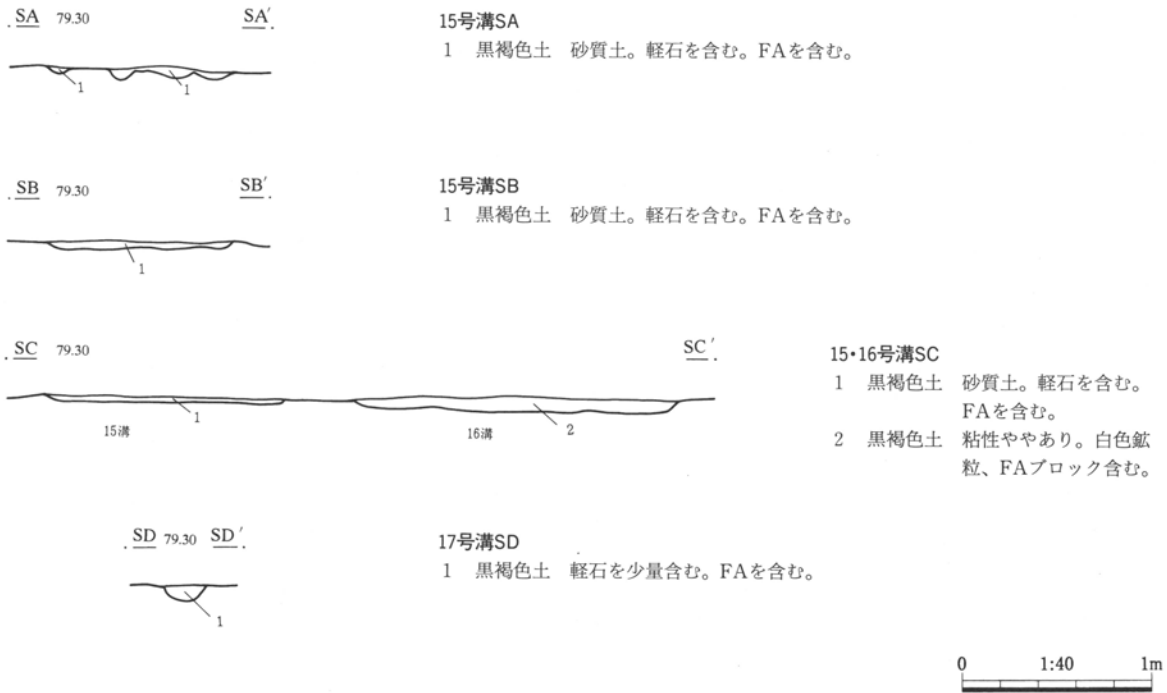 SA 79.30 SA′
1 1
15号溝SA
1 黒褐色土 砂質土。軽石を含む。FAを含む。
SB 79.30 SB′
1
15号溝SB
1 黒褐色土 砂質土。軽石を含む。FAを含む。
SC 79.30 SC′
1
15溝
16溝
2
15・16号溝SC
1 黒褐色土 砂質土。軽石を含む。
FAを含む。
2 黒褐色土 粘性ややあり。白色鉱
粒、FAブロック含む。
SD 79.30 SD′
1
17号溝SD
1 黒褐色土 軽石を少量含む。FAを含む。
0 1:40 1m